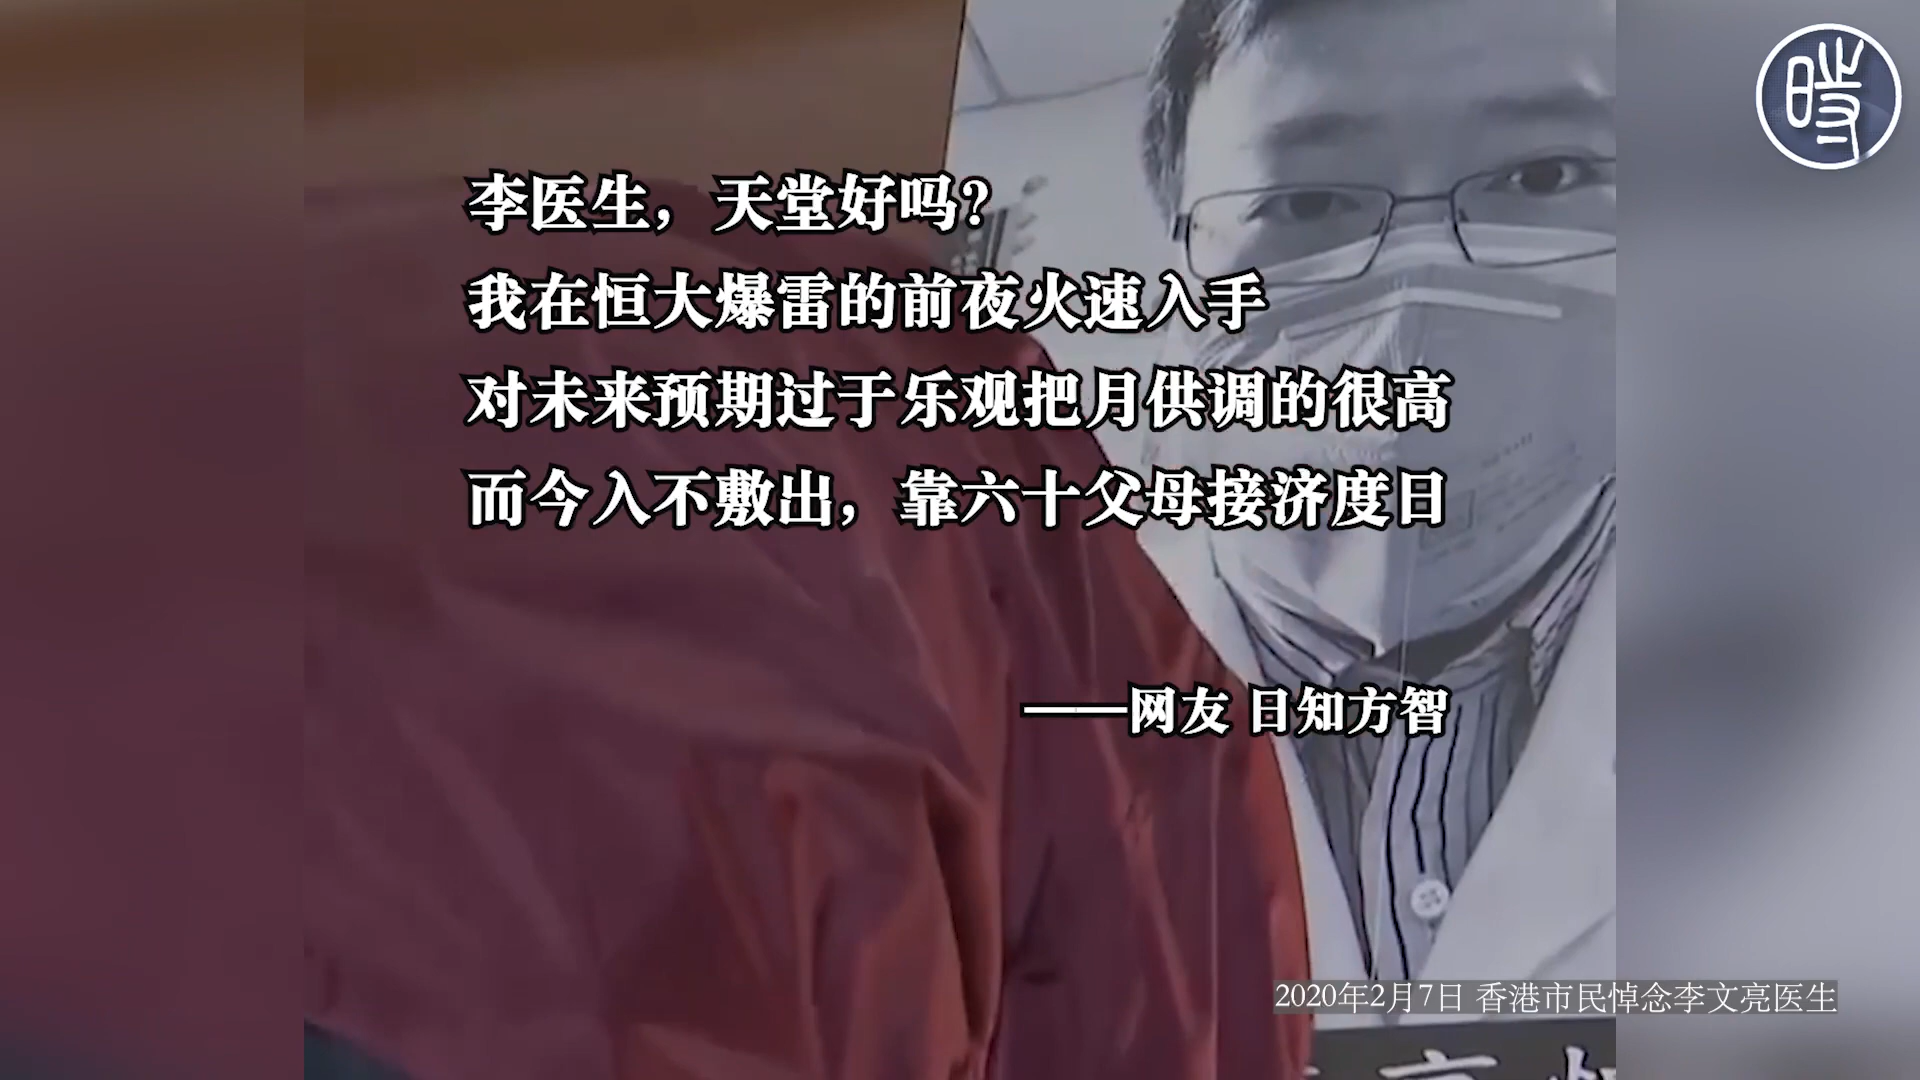 時
李医生，天堂好吗？
我在恒大爆雷的前夜火速入手
对未来预期过于乐观把月供调的很高
而今入不敷出，靠六十父母接济度日
——网友 日知方智
2020年2月7日 香港市民悼念李文亮医生